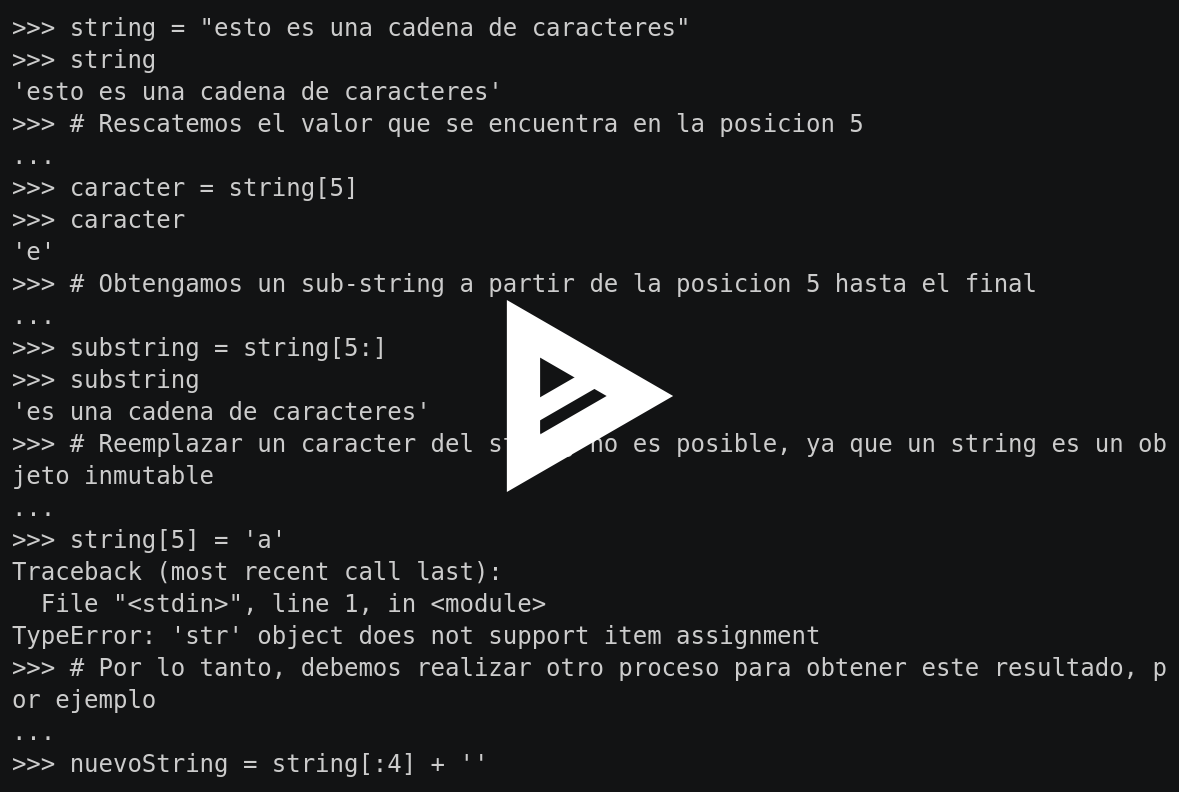 >>> string = "esto es una cadena de caracteres"
>>> string
'esto es una cadena de caracteres'
>>> # Rescatemos el valor que se encuentra en la posicion 5
...
>>> caracter = string[5]
>>> caracter
'e'
>>> # Obtengamos un sub-string a partir de la posicion 5 hasta el final
...
>>> substring = string[5:]
>>> substring
'es una cadena de caracteres'
>>> # Reemplazar un caracter del no es posible, ya que un string es un ob
jeto inmutable
...
>>> string[5] = 'a'
Traceback (most recent call last):
  File "<stdin>", line 1, in <module>
TypeError: 'str' object does not support item assignment
>>> # Por lo tanto, debemos realizar otro proceso para obtener este resultado, p
or ejemplo
...
>>> nuevoString = string[:4] + ''